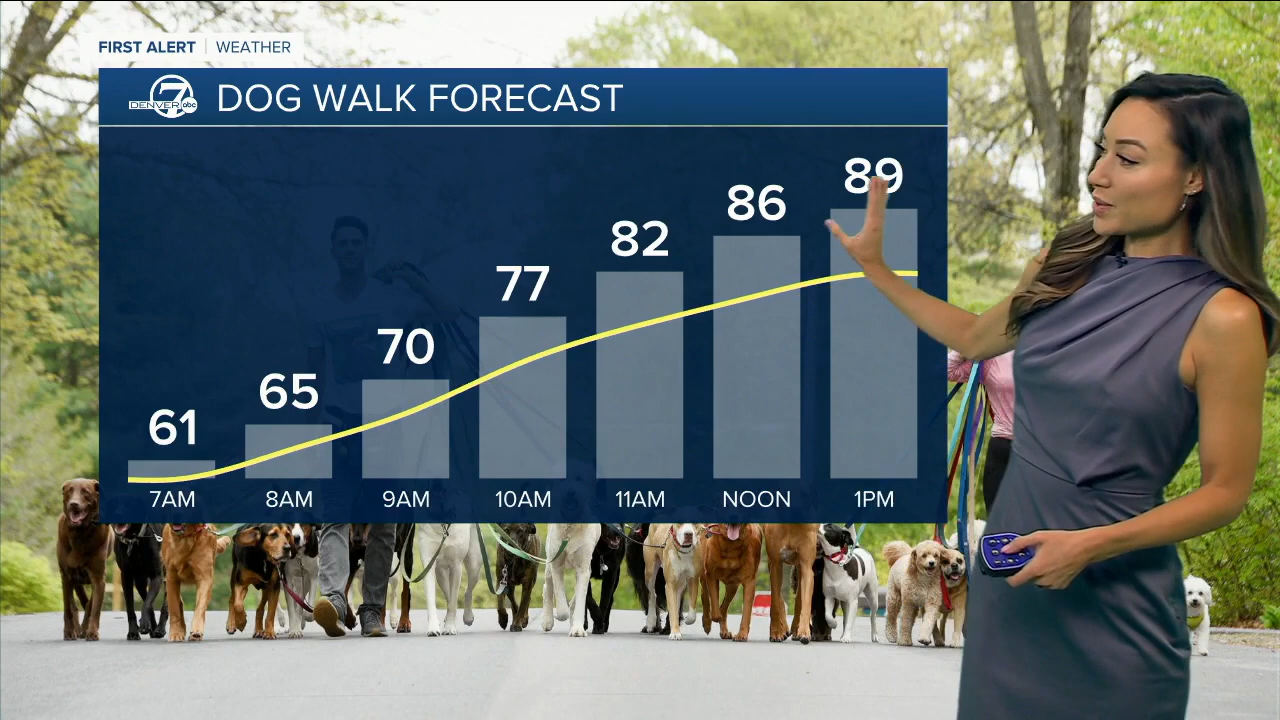 FIRST ALERT | WEATHER
DENVER 7 abc
DOG WALK FORECAST
61 65 70 77 82 86 89
7AM 8AM 9AM 10AM 11AM NOON 1PM